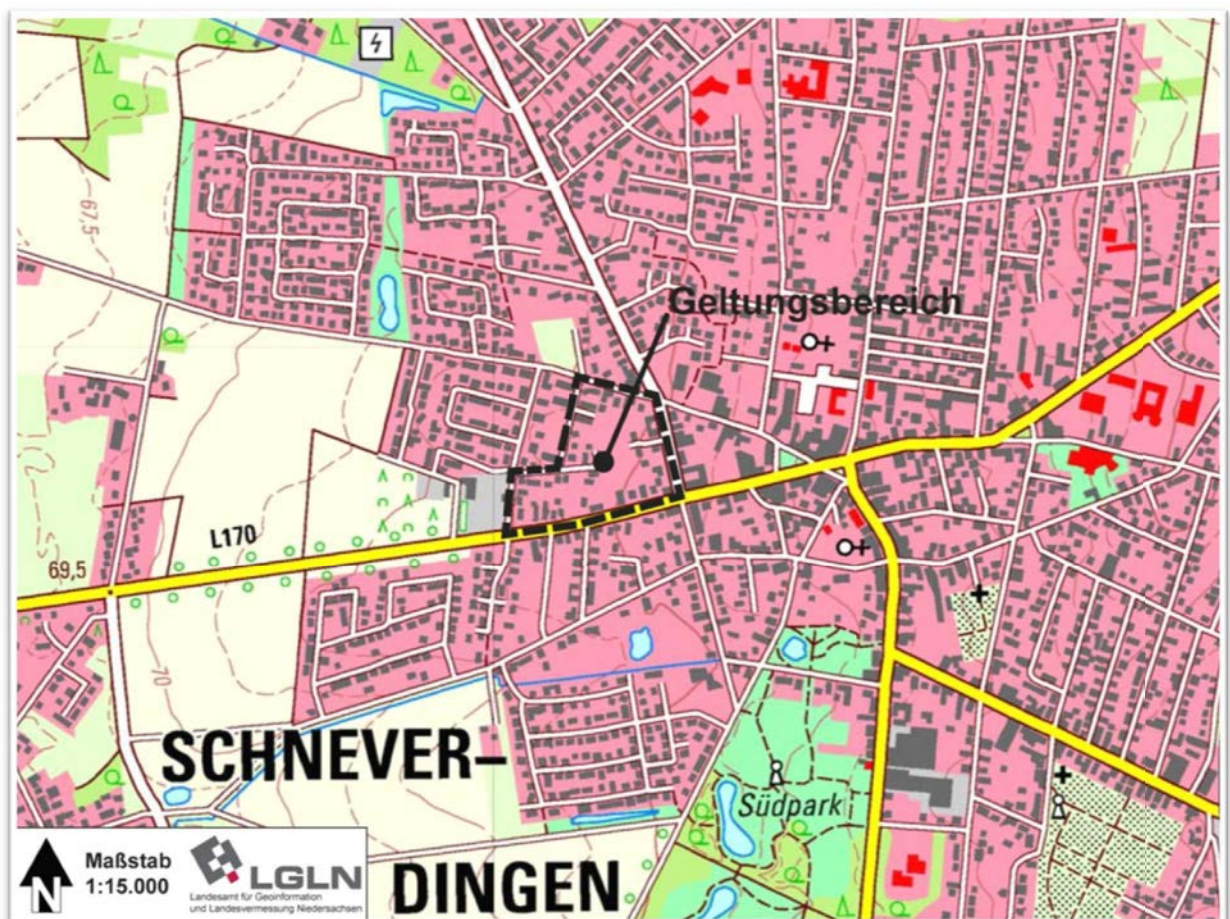 67,5
Geltungsbereich
L170
69,5
70
SCHNEVER–
Südpark
DINGEN
N
Maßstab
1:15.000
LGLN
Landesamt für Geoinformation
und Landesvermessung Niedersachsen